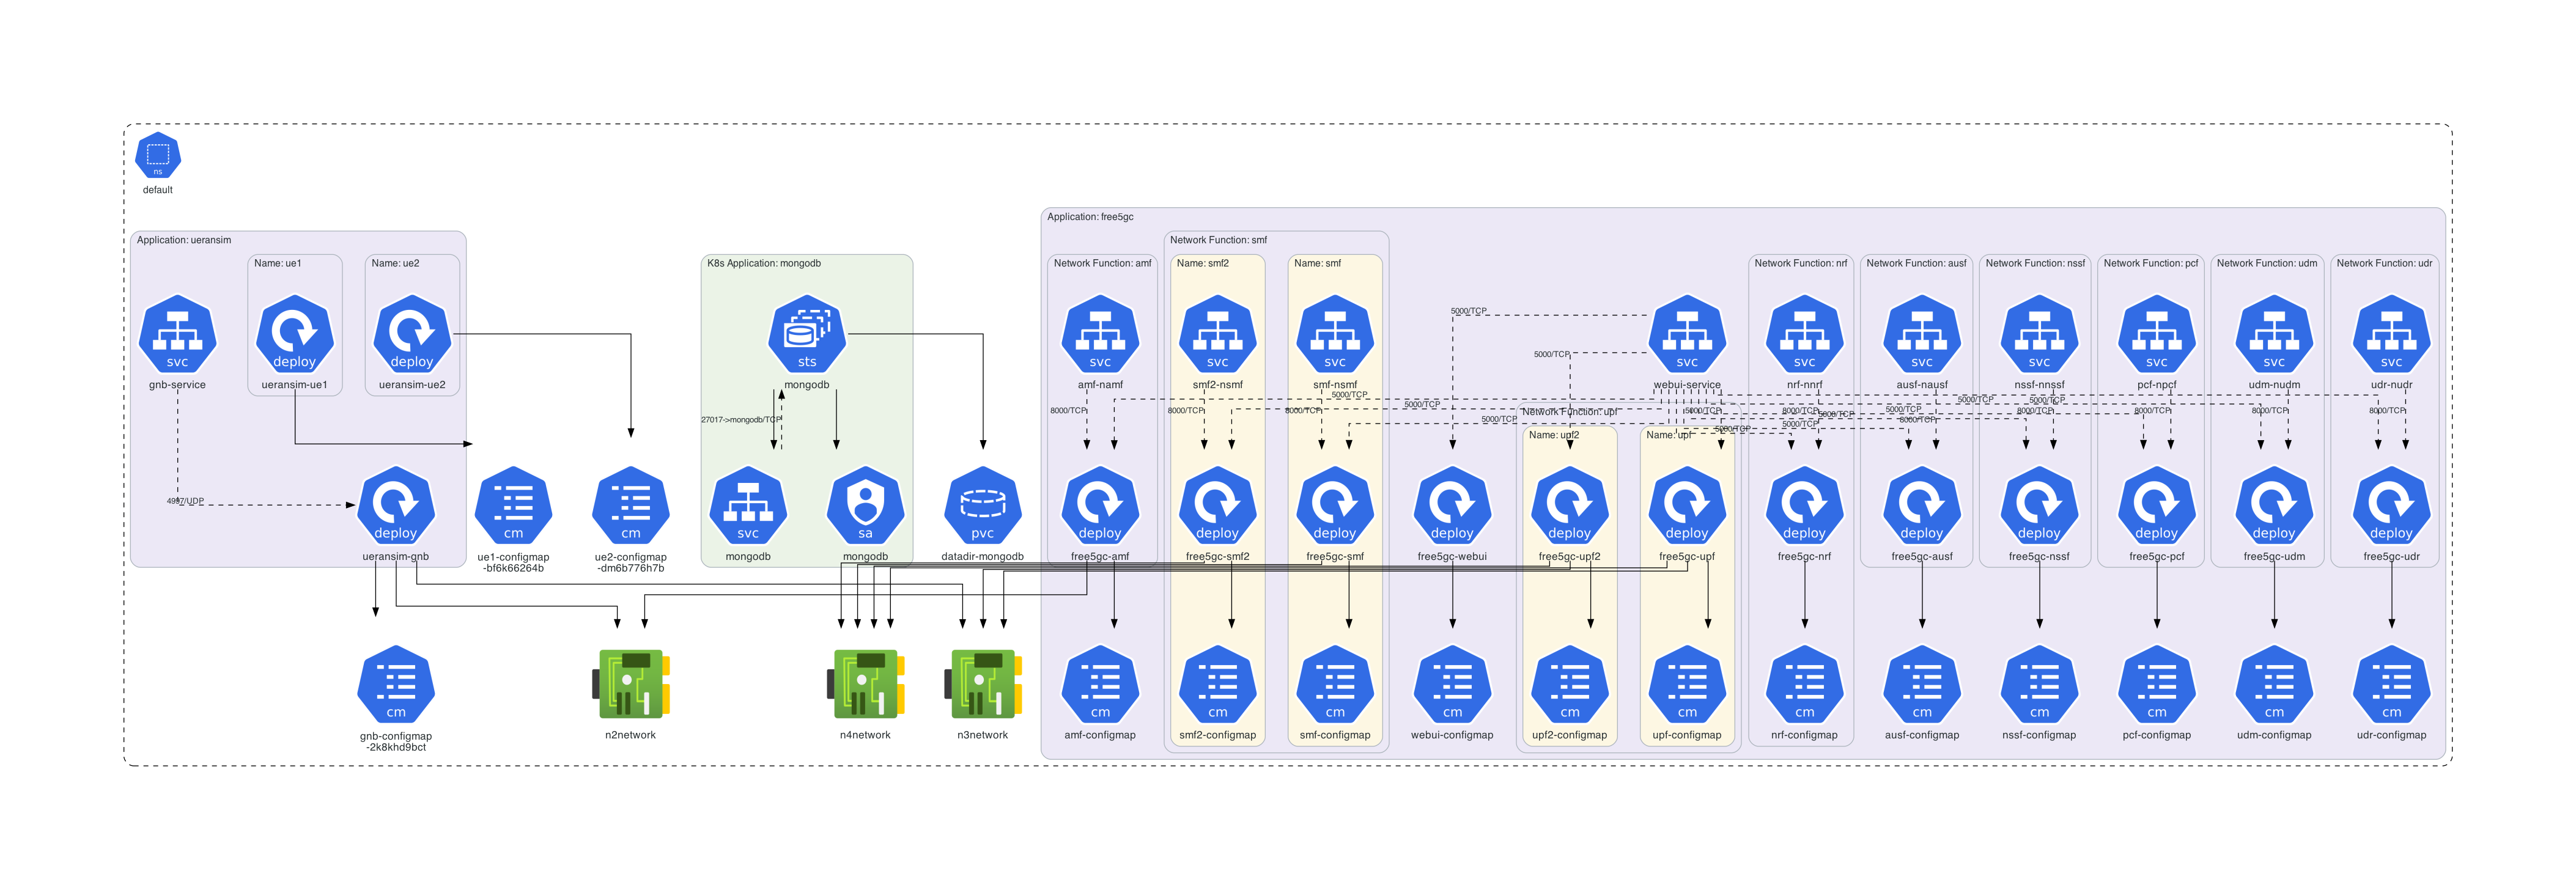 ns
default
Application: free5gc
Application: ueransim
Network Function: smf
Name: ue1
Name: ue2
K8s Application: mongodb
Network Function: amf
Name: smf2
Name: smf
Network Function: nrf
Network Function: ausf
Network Function: nssf
Network Function: pcf
Network Function: udm
Network Function: udr
svc
gnb-service
deploy
ueransim-ue1
deploy
ueransim-ue2
sts
mongodb
svc
amf-namf
svc
smf2-nsmf
svc
smf-nsmf
5000/TCP
5000/TCP
svc
webui-service
svc
nrf-nnrf
svc
ausf-nausf
svc
nssf-nnssf
svc
pcf-npcf
svc
udm-nudm
svc
udr-nudr
27017->mongodb/TCP
8000/TCP
8000/TCP
8000/TCP
5000/TCP
5000/TCP
5000/TCP
Network Function: upf
5000/TCP
5000/TCP
8000/TCP
5000/TCP
5000/TCP
5000/TCP
8000/TCP
5000/TCP
5000/TCP
8000/TCP
8000/TCP
8000/TCP
8000/TCP
Name: upf2
Name: upf
4997/UDP
deploy
ueransim-gnb
cm
ue1-configmap
-bf6k66264b
cm
ue2-configmap
-dm6b776h7b
svc
mongodb
sa
mongodb
pvc
datadir-mongodb
deploy
free5gc-amf
deploy
free5gc-smf2
deploy
free5gc-smf
deploy
free5gc-webui
deploy
free5gc-upf2
deploy
free5gc-upf
deploy
free5gc-nrf
deploy
free5gc-ausf
deploy
free5gc-nssf
deploy
free5gc-pcf
deploy
free5gc-udm
deploy
free5gc-udr
cm
gnb-configmap
-2k8khd9bct
n2network
n4network
n3network
cm
amf-configmap
cm
smf2-configmap
cm
smf-configmap
cm
webui-configmap
cm
upf2-configmap
cm
upf-configmap
cm
nrf-configmap
cm
ausf-configmap
cm
nssf-configmap
cm
pcf-configmap
cm
udm-configmap
cm
udr-configmap